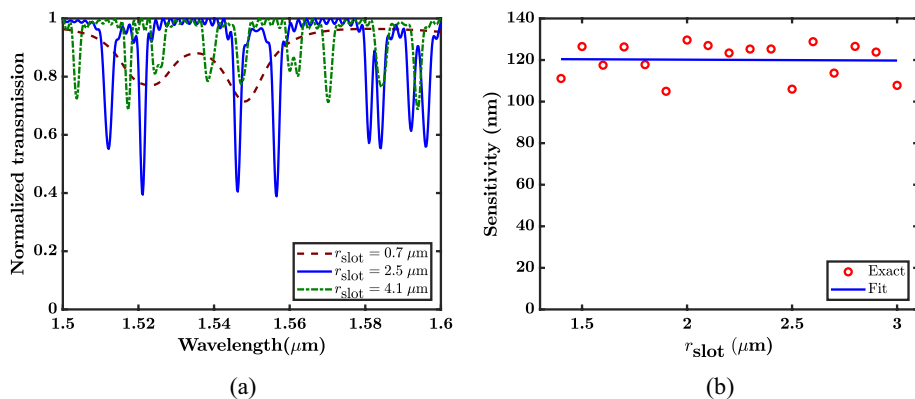 Normalized transmission
1
0.8
0.6
0.4
0.2
0
1.5
1.52
1.54
1.56
1.58
1.6
Wavelength(μm)
r_slot = 0.7 μm
r_slot = 2.5 μm
r_slot = 4.1 μm
(a)
Sensitivity (nm)
140
120
100
80
60
40
20
0
1.5
2
2.5
3
r_slot (μm)
Exact
Fit
(b)